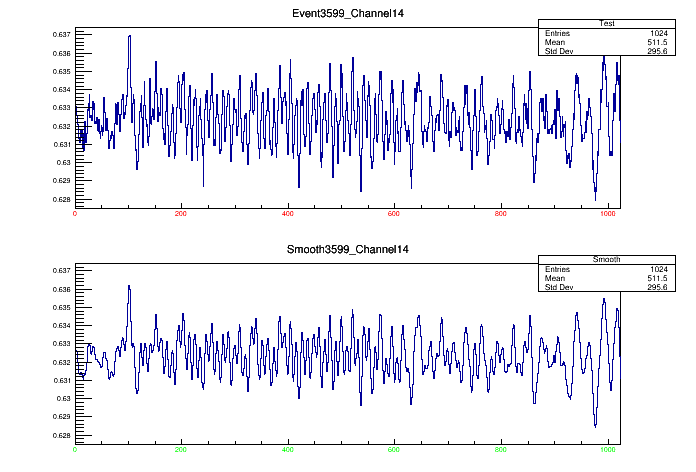 Event3599_Channel14
Test
Entries 1024
Mean 511.5
Std Dev 295.6
0.637
0.636
0.635
0.634
0.633
0.632
0.631
0.63
0.629
0.628
0 200 400 600 800 1000
Smooth3599_Channel14
Smooth
Entries 1024
Mean 511.5
Std Dev 295.6
0.637
0.636
0.635
0.634
0.633
0.632
0.631
0.63
0.629
0.628
0 200 400 600 800 1000